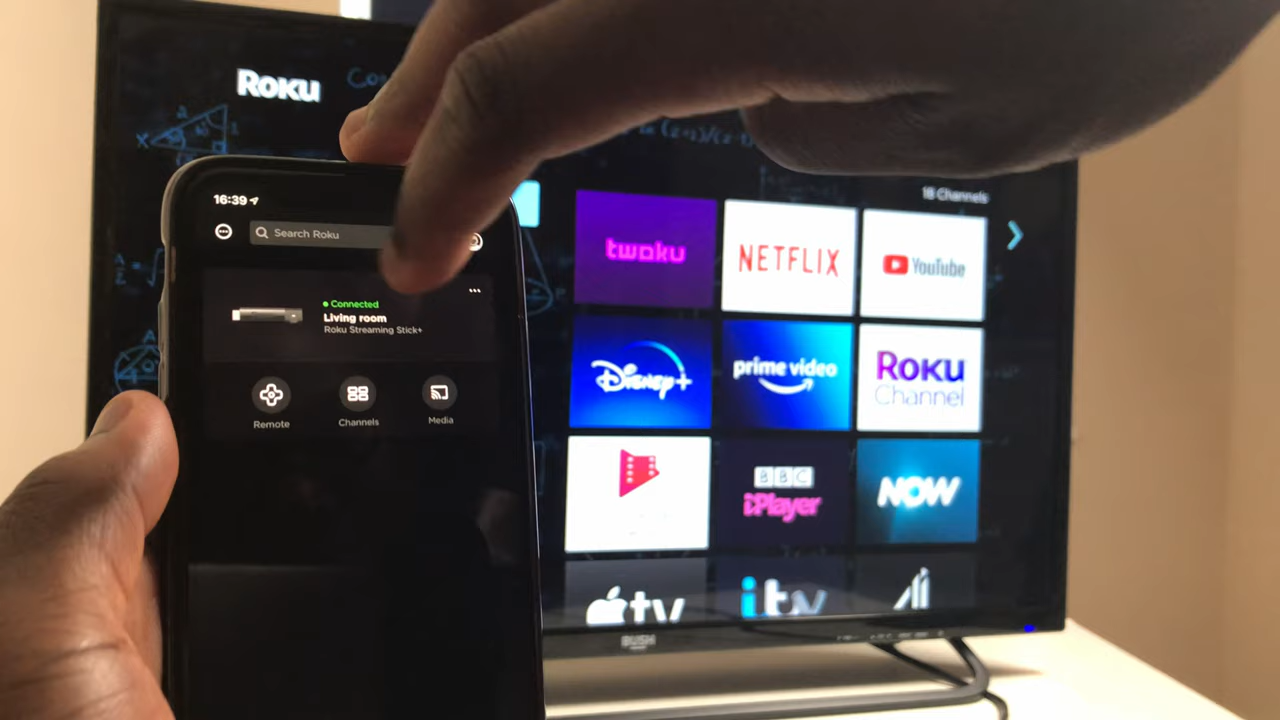 Roku
18 Channels
16:39
Search Roku
Connected
Living room
Roku Streaming Stick+
Remote
Channels
Media
twoku
NETFLIX
YouTube
Disney+
prime video
Roku
Channel
BBC
iPlayer
NOW
tv
itv
BUSH